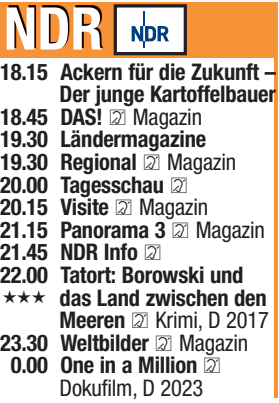 NDR NDR
18.15 Ackern für die Zukunft –
Der junge Kartoffelbauer
18.45 DAS! Magazin
19.30 Ländermagazine
19.30 Regional Magazin
20.00 Tagesschau
20.15 Visite Magazin
21.15 Panorama 3 Magazin
21.45 NDR Info
22.00 Tatort: Borowski und
★★★ das Land zwischen den
Meeren Krimi, D 2017
23.30 Weltbilder Magazin
0.00 One in a Million
Dokufilm, D 2023